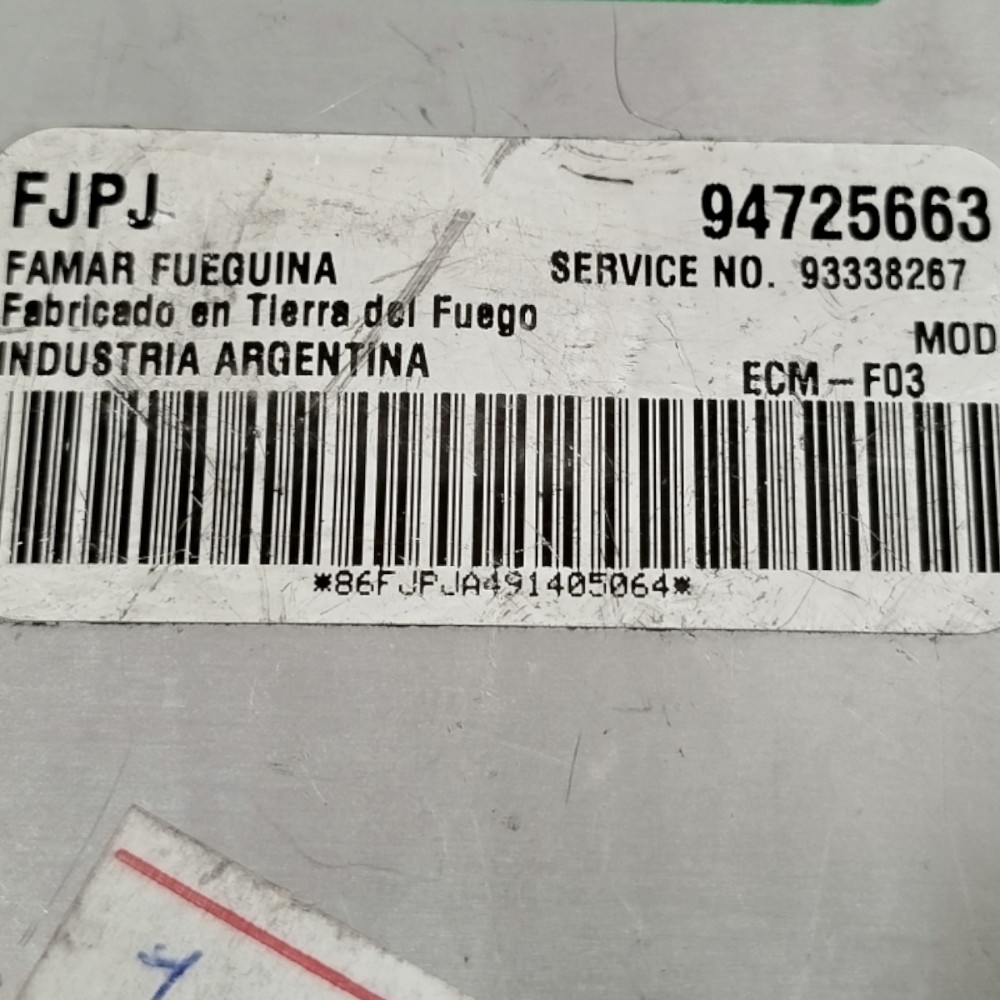 FJPJ 94725663
FAMAR FUEGUINA SERVICE NO. 93338267
Fabricado en Tierra del Fuego
MOD
INDUSTRIA ARGENTINA ECM-F03
*86FJPJA491405064*